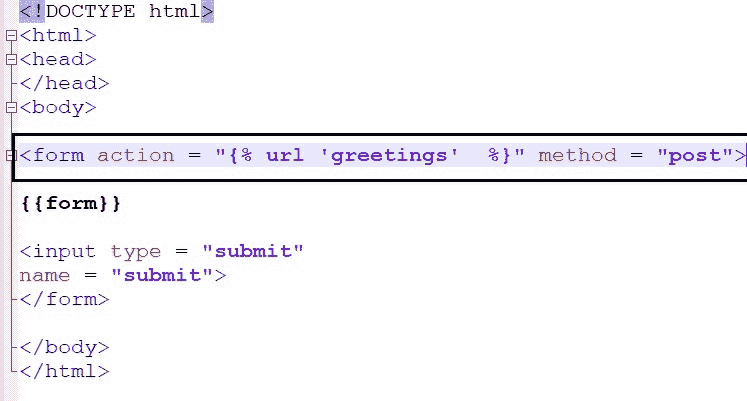 <!DOCTYPE html>
<html>
<head>
</head>
<body>
<form action = "{% url 'greetings'  %}" method = "post">
{{form}}
<input type = "submit"
name = "submit">
</form>
</body>
</html>